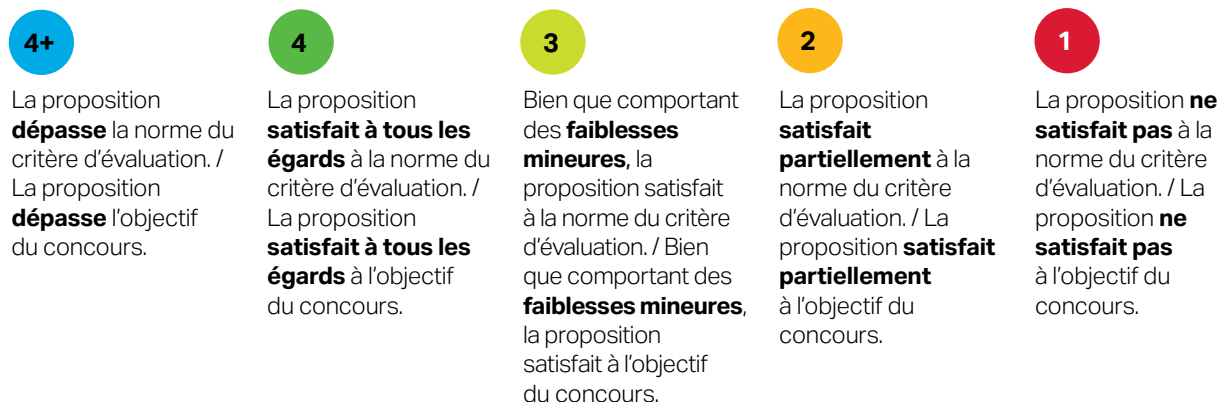 4+
La proposition
dépasse la norme du
critère d'évaluation. /
La proposition
dépasse l'objectif
du concours.
4
La proposition
satisfait à tous les
égards à la norme du
critère d'évaluation. /
La proposition
satisfait à tous les
égards à l'objectif
du concours.
3
Bien que comportant
des faiblesses
mineures, la
proposition satisfait
à la norme du critère
d'évaluation. / Bien
que comportant des
faiblesses mineures,
la proposition
satisfait à l'objectif
du concours.
2
La proposition
satisfait
partiellement à la
norme du critère
d'évaluation. / La
proposition satisfait
partiellement
à l'objectif du
concours.
1
La proposition ne
satisfait pas à la
norme du critère
d'évaluation. / La
proposition ne
satisfait pas
à l'objectif du
concours.